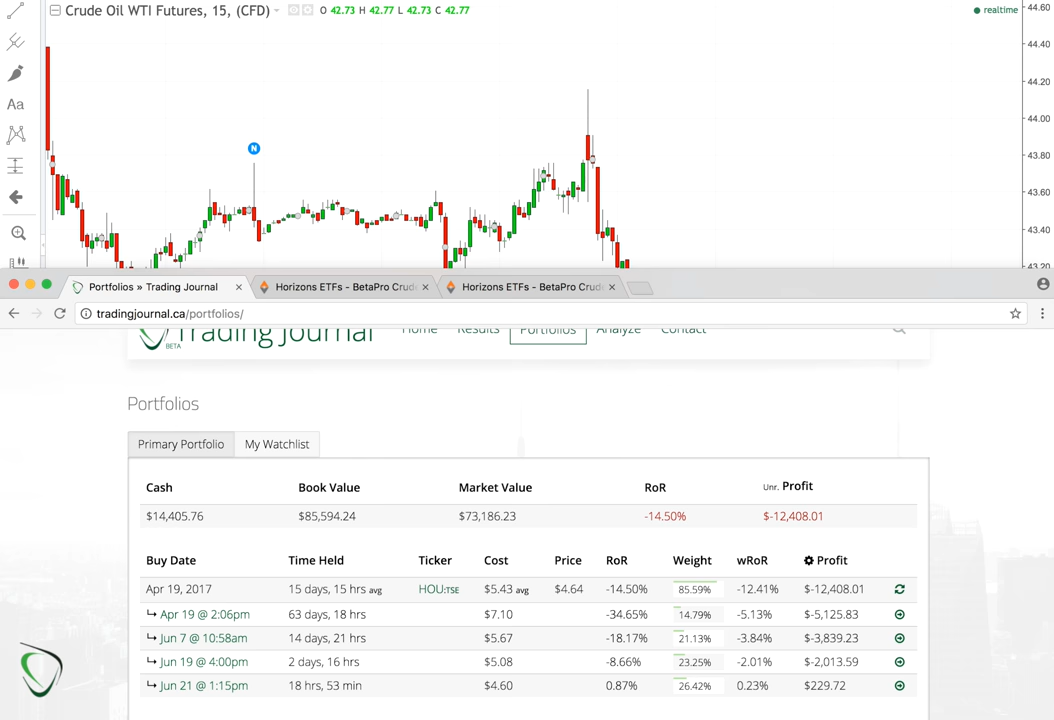 Crude Oil WTI Futures, 15, (CFD) O 42.73 H 42.77 L 42.73 C 42.77 realtime
44.60
44.40
44.20
44.00
43.80
43.60
43.40
43.20
Aa
N
Portfolios » Trading Journal × Horizons ETFs - BetaPro Crude × Horizons ETFs - BetaPro Crude ×
tradingjournal.ca/portfolios/
Trading Journal BETA Home Results Portfolios Analyze Contact
Portfolios
Primary Portfolio My Watchlist
Cash Book Value Market Value RoR Unr. Profit
$14,405.76 $85,594.24 $73,186.23 -14.50% $-12,408.01
Buy Date Time Held Ticker Cost Price RoR Weight wRoR Profit
Apr 19, 2017 15 days, 15 hrs avg HOU:TSE $5.43 avg $4.64 -14.50% 85.59% -12.41% $-12,408.01
Apr 19 @ 2:06pm 63 days, 18 hrs $7.10 -34.65% 14.79% -5.13% $-5,125.83
Jun 7 @ 10:58am 14 days, 21 hrs $5.67 -18.17% 21.13% -3.84% $-3,839.23
Jun 19 @ 4:00pm 2 days, 16 hrs $5.08 -8.66% 23.25% -2.01% $-2,013.59
Jun 21 @ 1:15pm 18 hrs, 53 min $4.60 0.87% 26.42% 0.23% $229.72